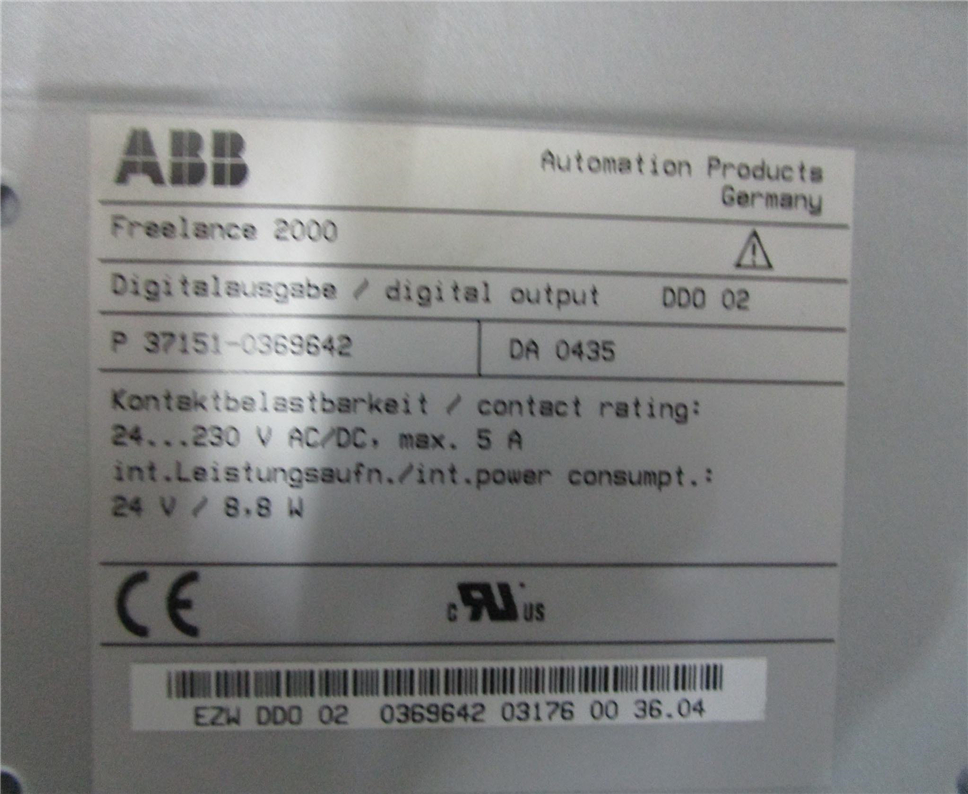 ABB
Automation Products
Germany
Freelance 2000
Digitalausgabe / digital output DDO 02
P 37151-0369642 DA 0435
Kontaktbelastbarkeit / contact rating:
24...230 V AC/DC, max. 5 A
int.Leistungsaufn./int.power consumpt.:
24 V / 8,8 W
CE c RU US
EZW DDO 02 0369642 03176 00 36.04